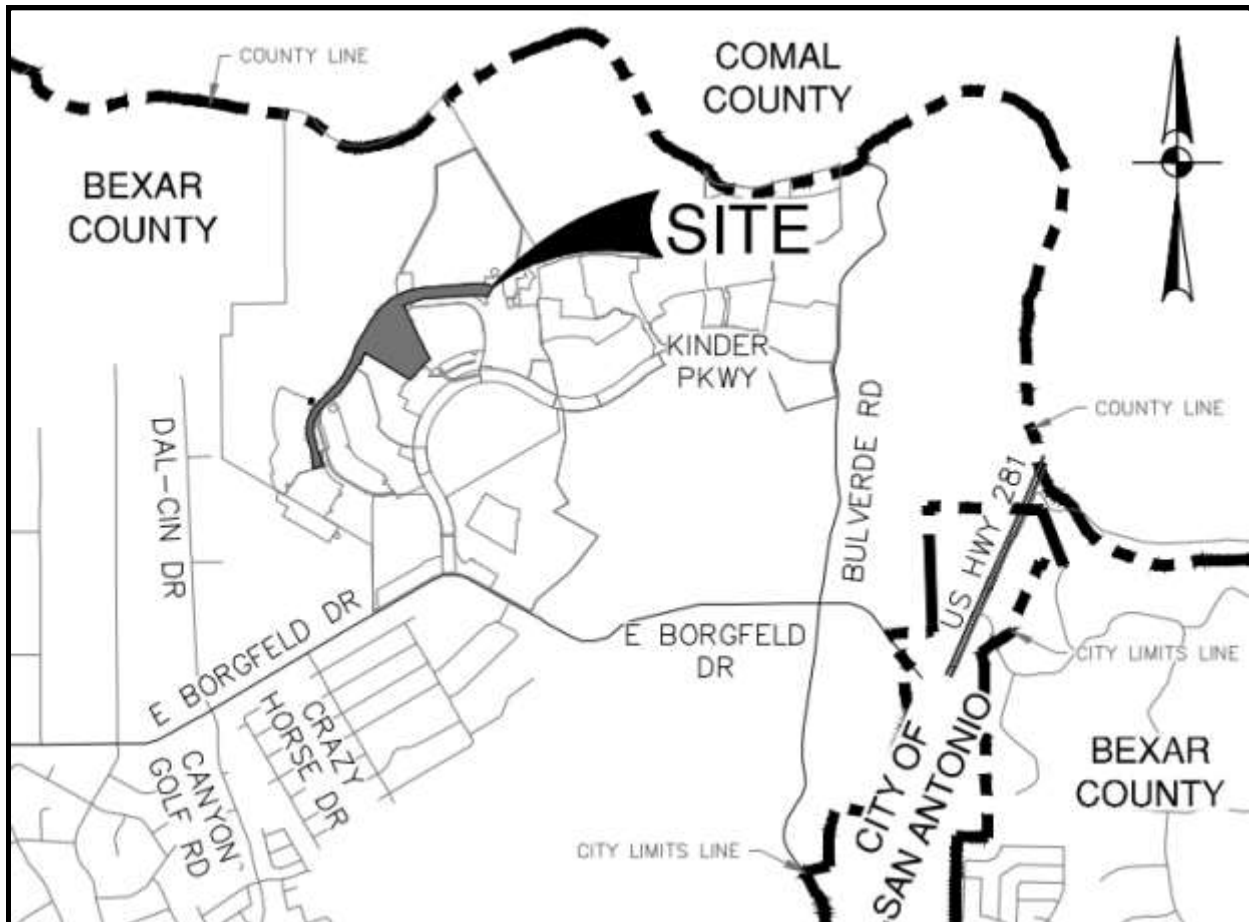 COUNTY LINE
COMAL
COUNTY
BEXAR
COUNTY
SITE
KINDER
PKWY
COUNTY LINE
DAL-CIN DR
BULVERDE RD
US HWY 281
E BORGFELD DR
E BORGFELD
DR
CITY LIMITS LINE
CRAZY
HORSE DR
CANYON
GOLF RD
CITY OF
SAN ANTONIO
BEXAR
COUNTY
CITY LIMITS LINE